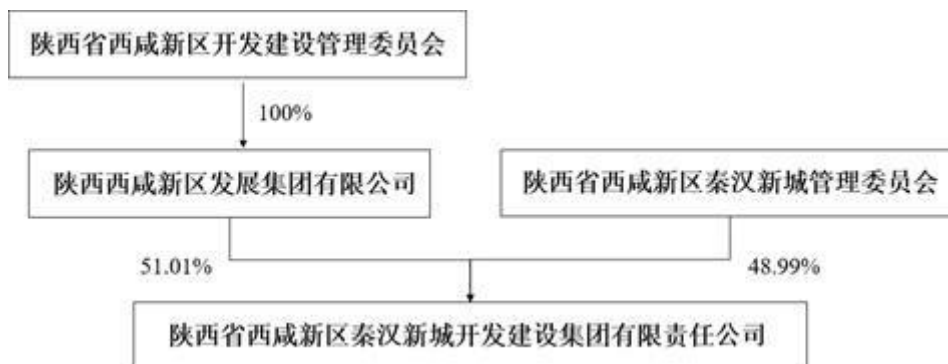 陕西省西咸新区开发建设管理委员会
100%
陕西西咸新区发展集团有限公司
陕西省西咸新区秦汉新城管理委员会
51.01%
48.99%
陕西省西咸新区秦汉新城开发建设集团有限责任公司